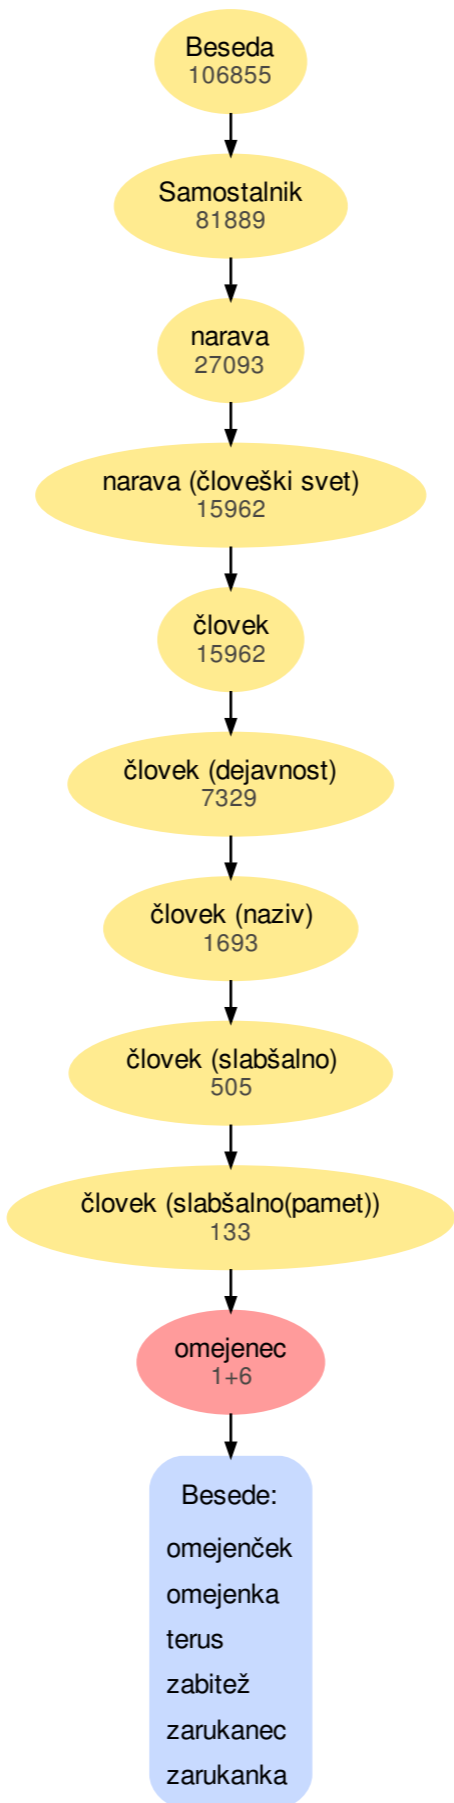 Beseda
106855
Samostalnik
81889
narava
27093
narava (človeški svet)
15962
človek
15962
človek (dejavnost)
7329
človek (naziv)
1693
človek (slabšalno)
505
človek (slabšalno(pamet))
133
omejenec
1+6
Besede:
omejenček
omejenka
terus
zabitež
zarukanec
zarukanka